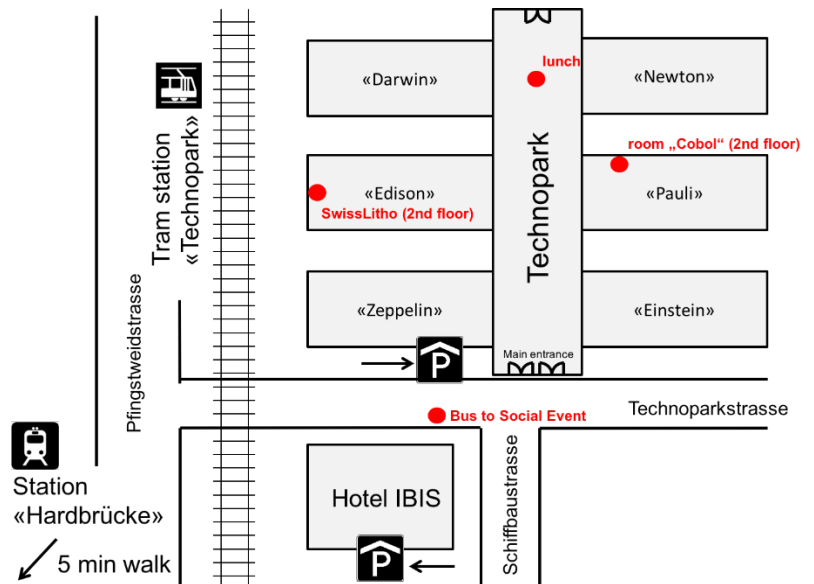 lunch
«Darwin»
«Newton»
Tram station
«Technopark»
Technopark
room „Cobol“ (2nd floor)
«Edison»
«Pauli»
SwissLitho (2nd floor)
Pfingstweidstrasse
«Zeppelin»
«Einstein»
Main entrance
P
Bus to Social Event
Technoparkstrasse
Station
«Hardbrücke»
5 min walk
Hotel IBIS
P
Schiffbaustrasse